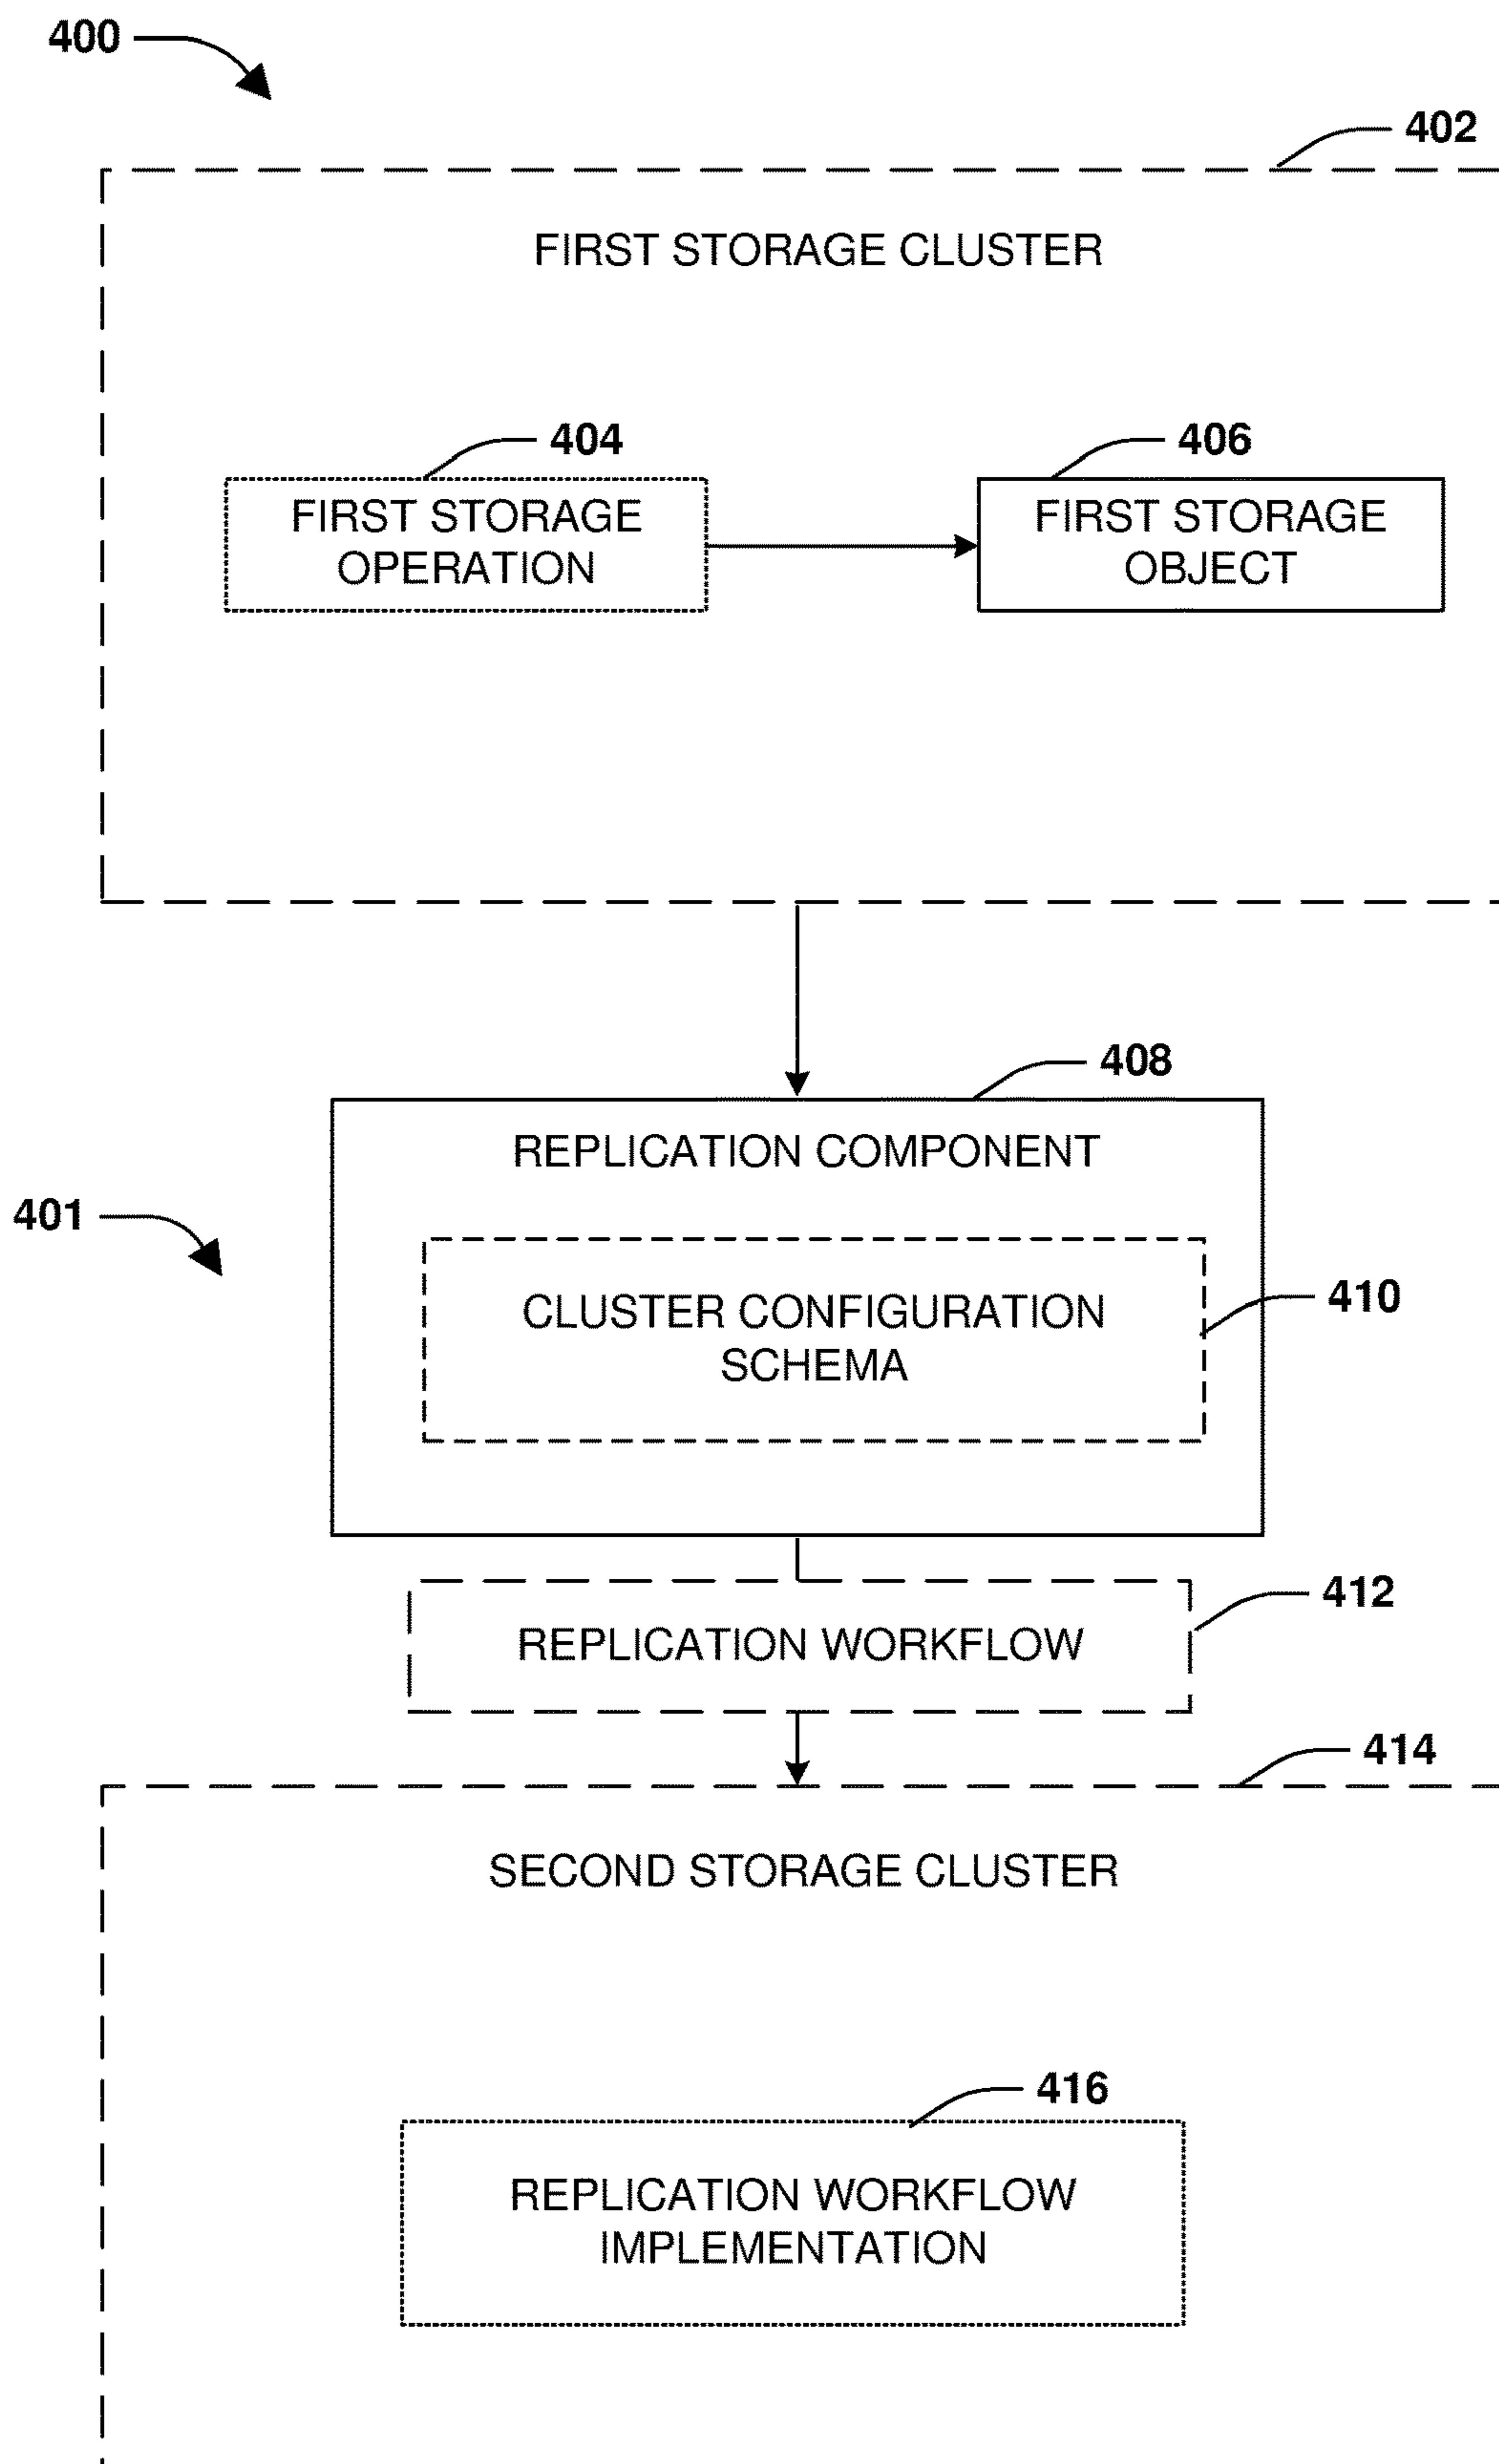 400
402
FIRST STORAGE CLUSTER
404
406
FIRST STORAGE
OPERATION
FIRST STORAGE
OBJECT
408
REPLICATION COMPONENT
401
410
CLUSTER CONFIGURATION
SCHEMA
412
REPLICATION WORKFLOW
414
SECOND STORAGE CLUSTER
416
REPLICATION WORKFLOW
IMPLEMENTATION